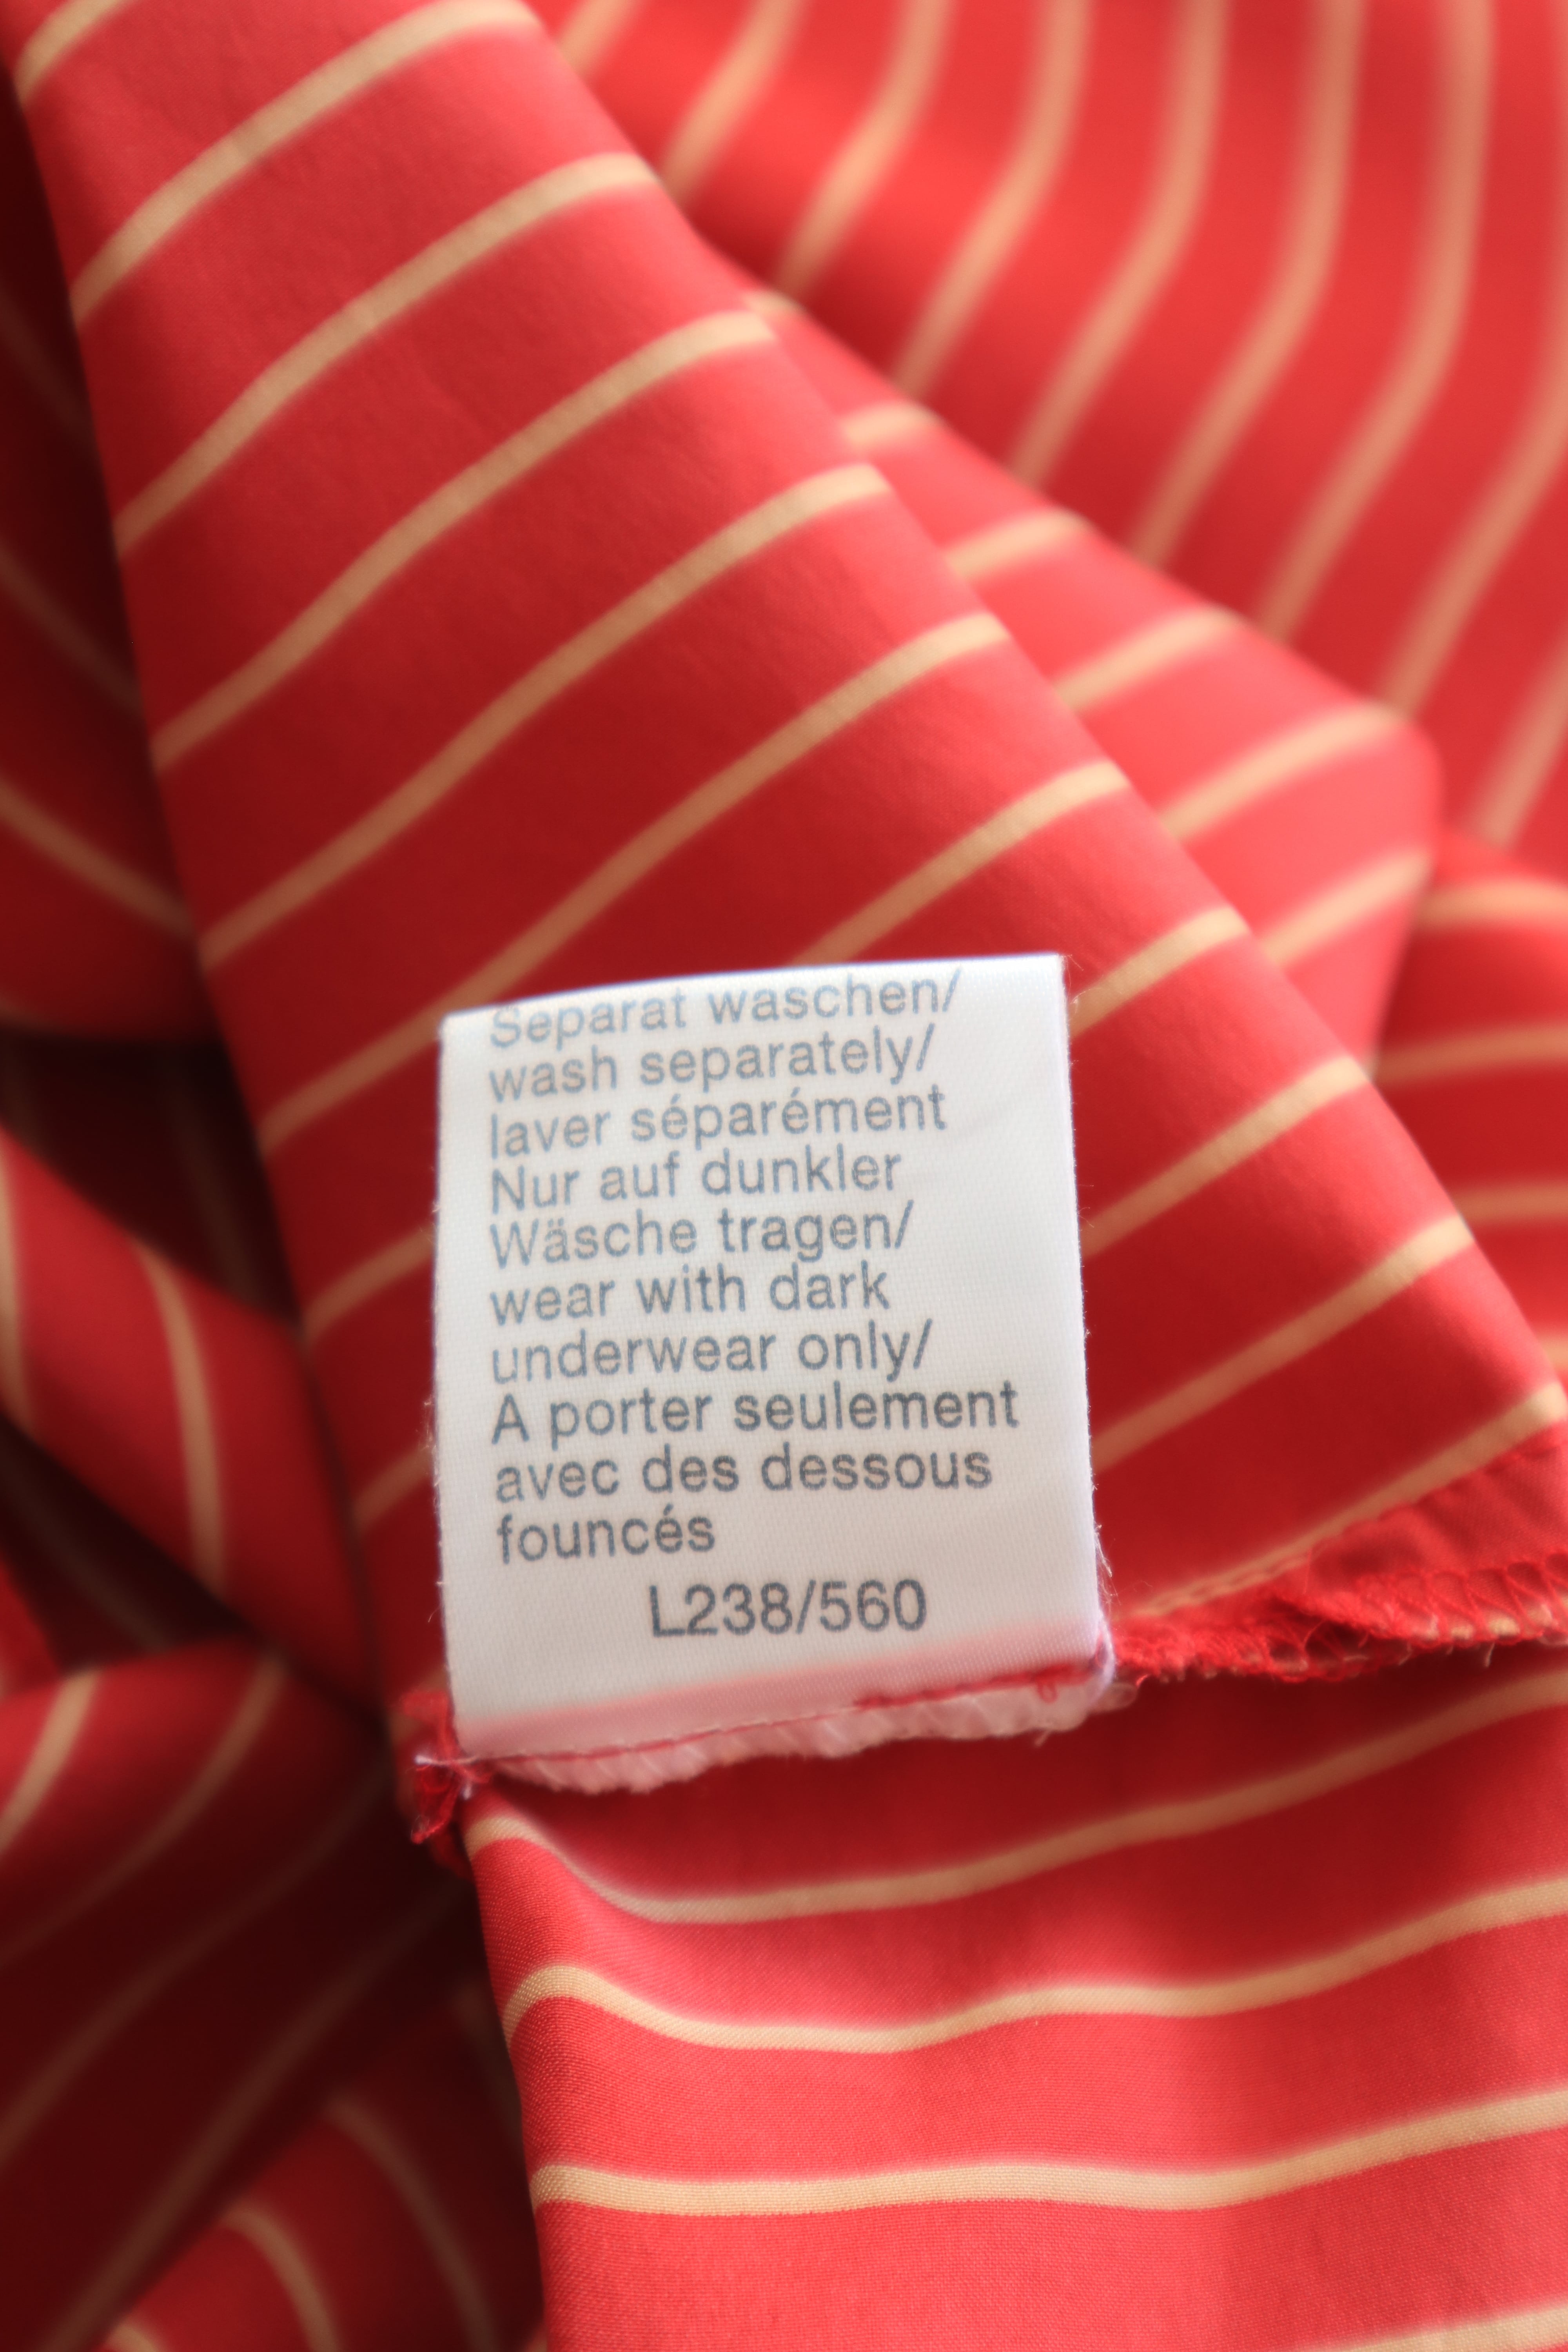 Separat waschen/
wash separately/
laver séparément
Nur auf dunkler
Wäsche tragen/
wear with dark
underwear only/
A porter seulement
avec des dessous
founcés
L238/560